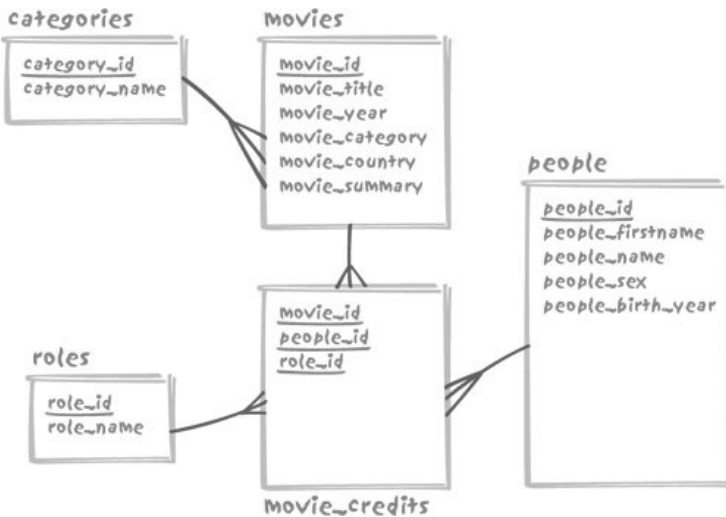 categories
category_id
category_name
movies
movie_id
movie_title
movie_year
movie_category
movie_country
movie_summary
people
people_id
people_firstname
people_name
people_sex
people_birth_year
roles
role_id
role_name
movie_id
people_id
role_id
movie_credits